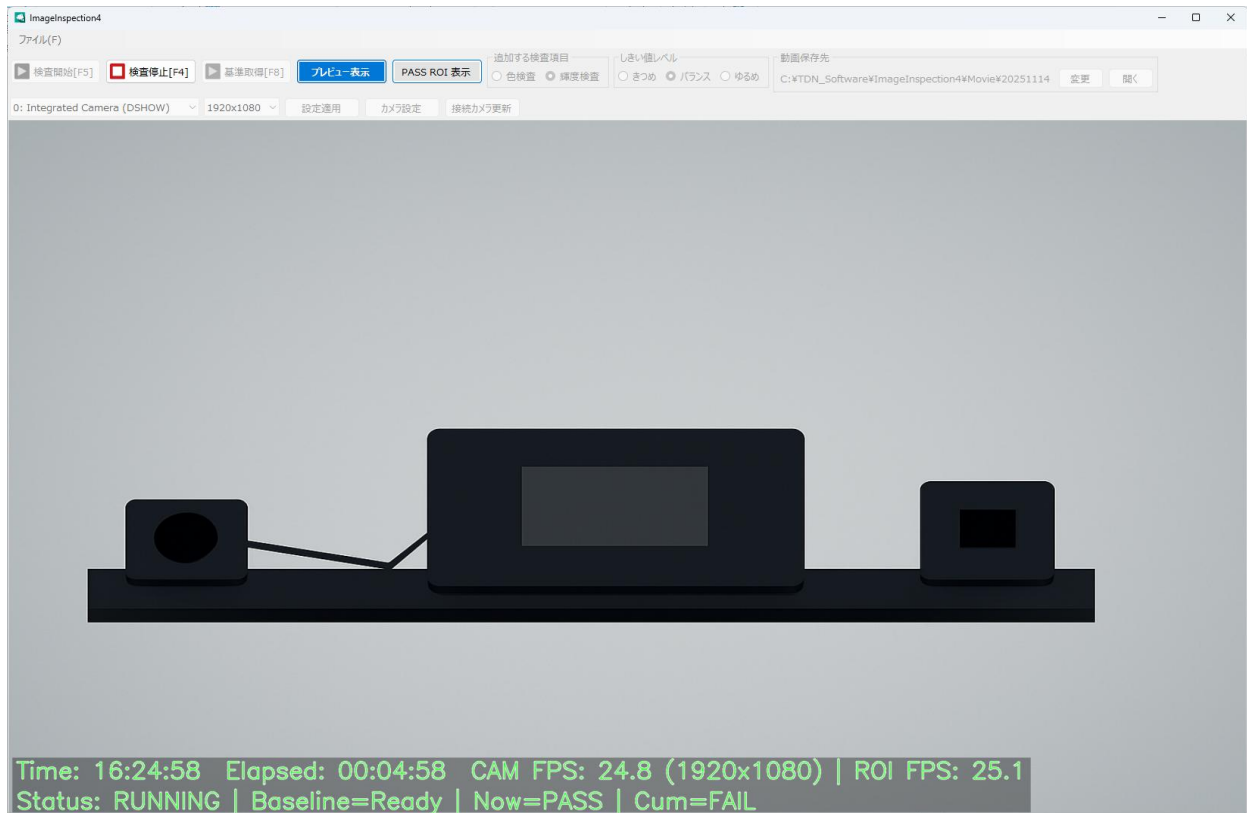 ImageInspection4
ファイル(F)
検査開始[F5] 検査停止[F4] 基準取得[F8] プレビュー表示 PASS ROI 表示
追加する検査項目
色検査 輝度検査
しきい値レベル
きつめ バランス ゆるめ
動画保存先
C:¥TDN_Software¥ImageInspection4¥Movie¥20251114 変更 開く
0: Integrated Camera (DSHOW) 1920x1080 設定適用 カメラ設定 接続カメラ更新
Time: 16:24:58 Elapsed: 00:04:58 CAM FPS: 24.8 (1920x1080) | ROI FPS: 25.1
Status: RUNNING | Baseline=Ready | Now=PASS | Cum=FAIL